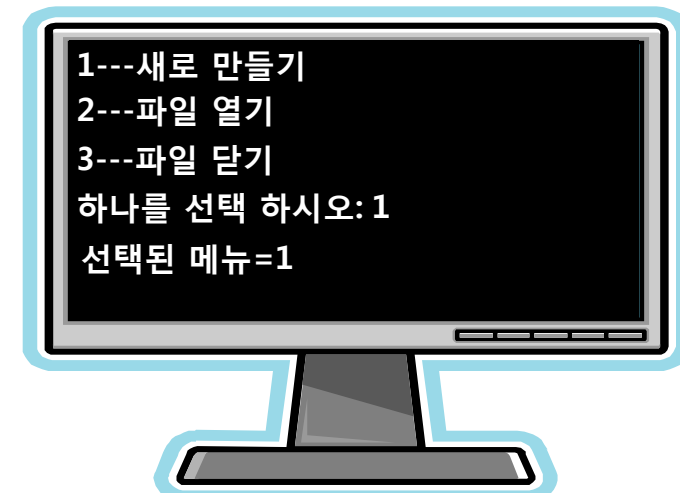 1---새로 만들기
2---파일 열기
3---파일 닫기
하나를 선택 하시오: 1
선택된 메뉴=1